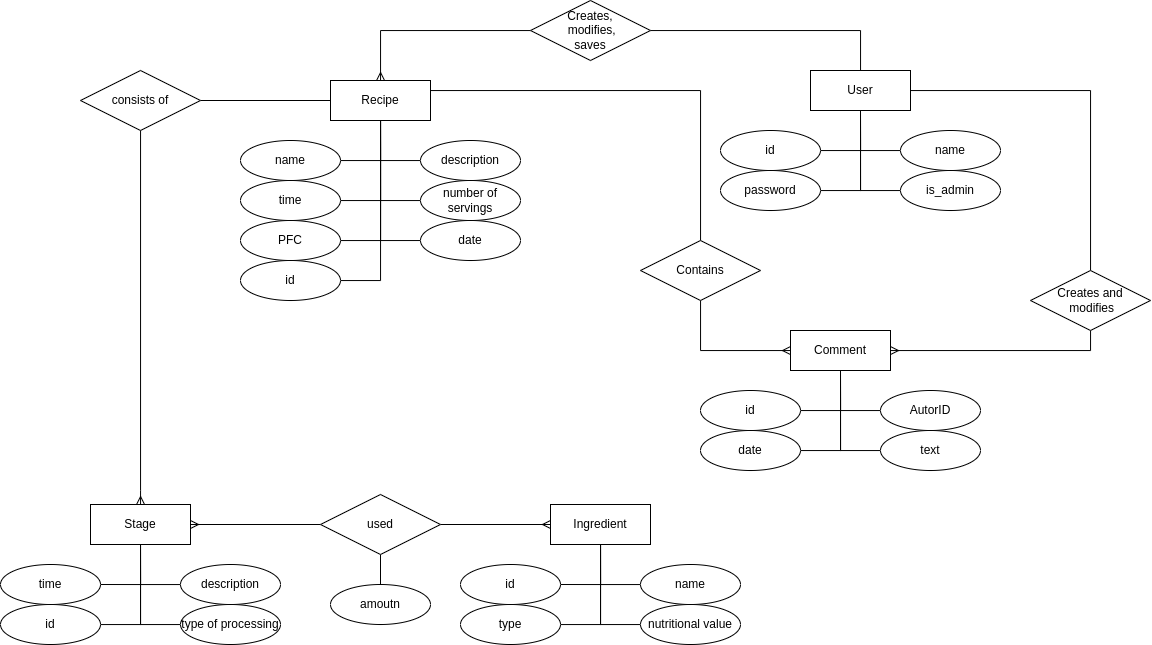 Creates,
modifies,
saves
consists of
Recipe
User
name
description
id
name
time
number of
servings
password
is_admin
PFC
date
id
Contains
Creates and
modifies
Comment
id
AutorID
date
text
Stage
used
Ingredient
time
description
amoutn
id
name
id
type of processing
type
nutritional value